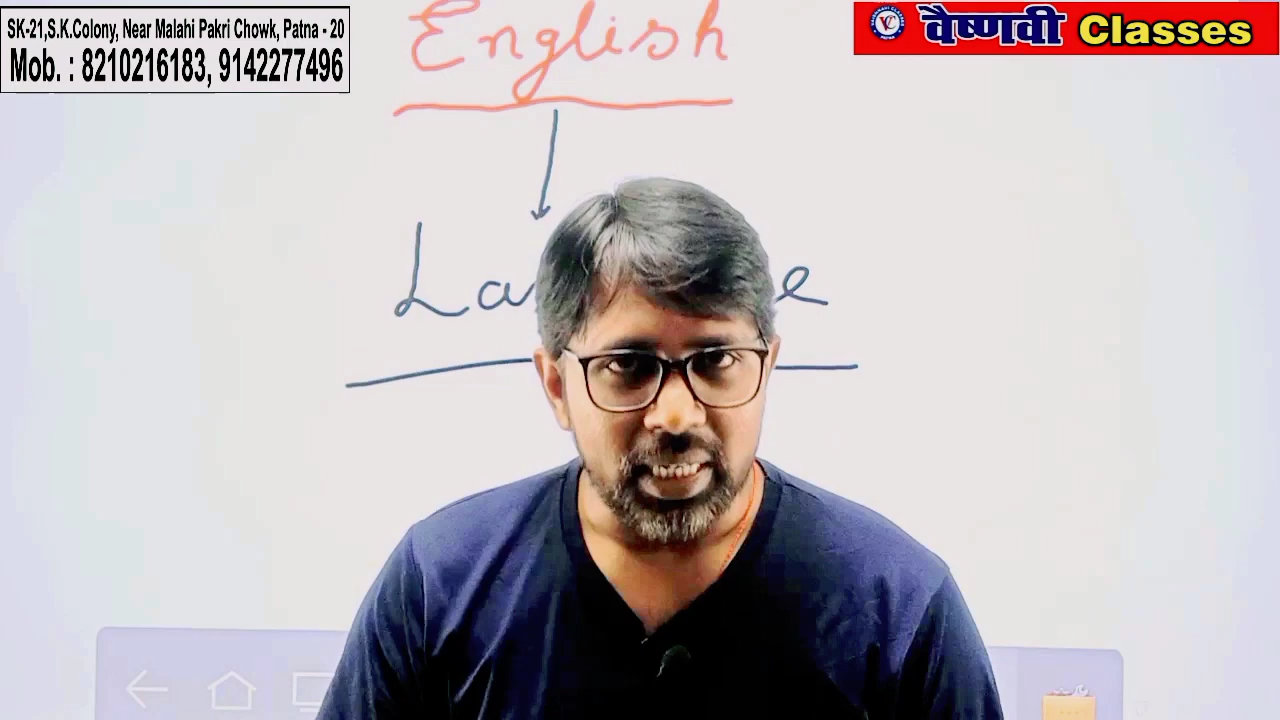 SK-21,S.K.Colony, Near Malahi Pakri Chowk, Patna - 20
Mob. : 8210216183, 9142277496
वैष्णवी Classes
English